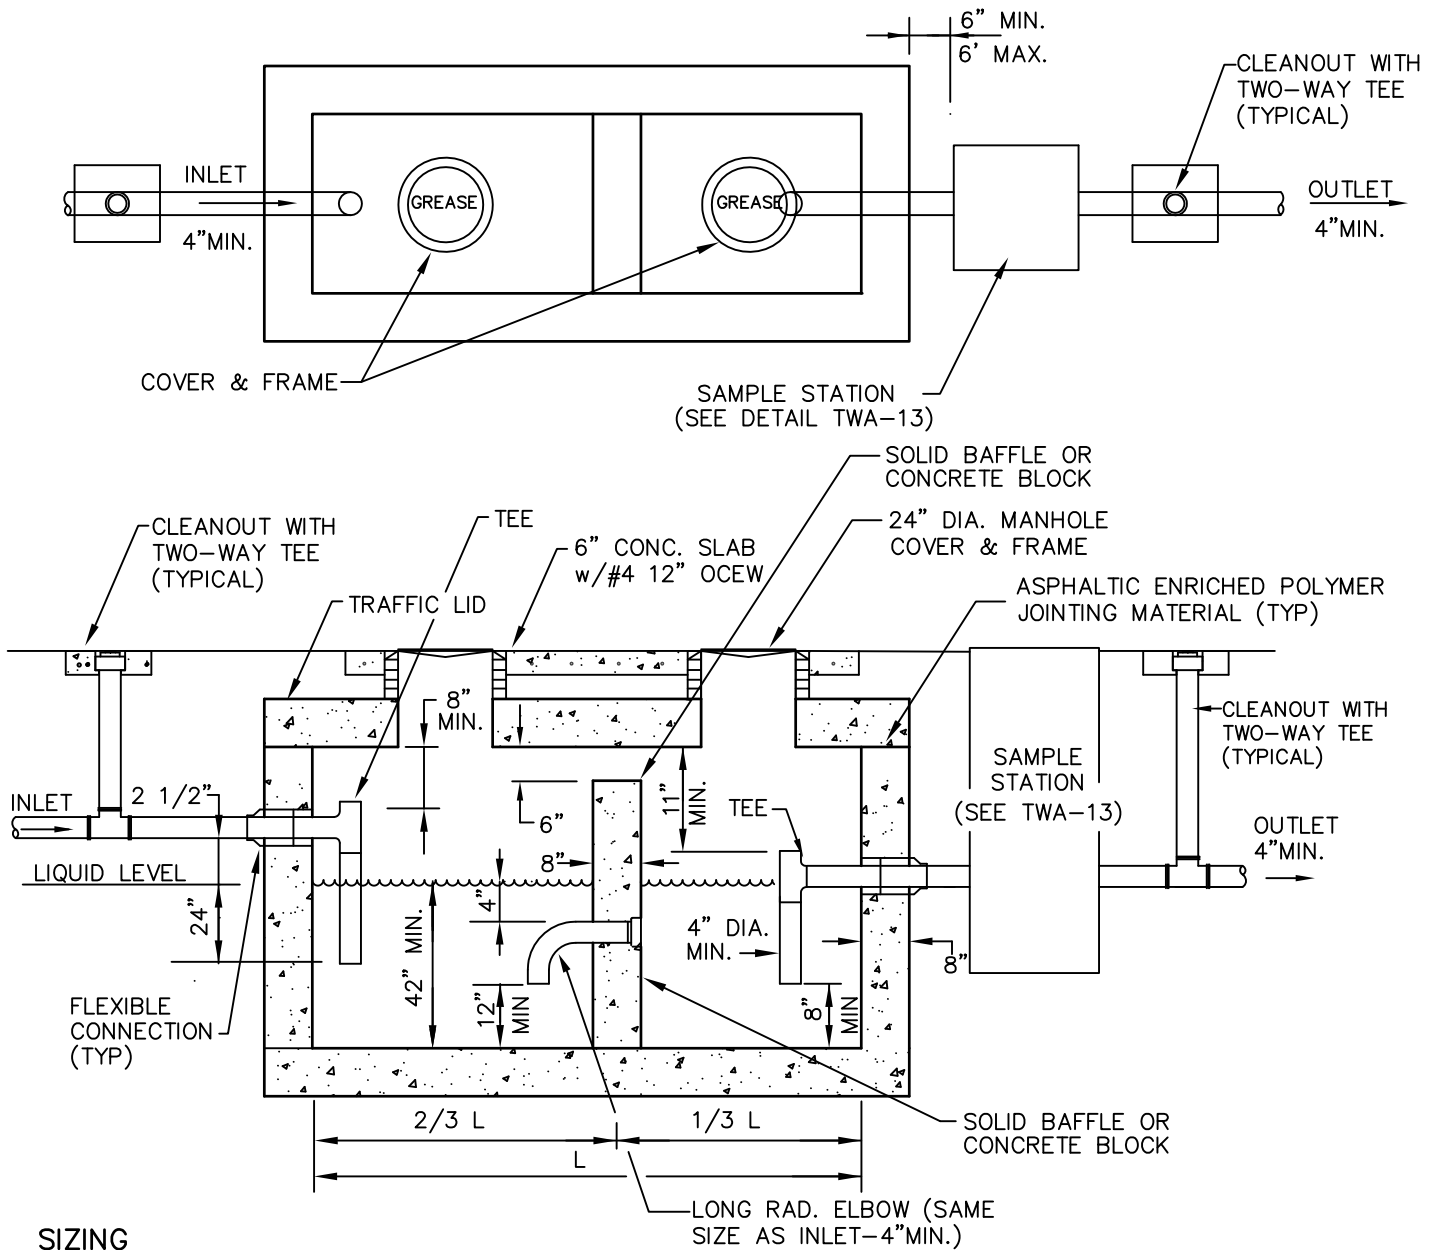 6" MIN.
6' MAX.
CLEANOUT WITH
TWO-WAY TEE
(TYPICAL)
INLET
4"MIN.
GREASE
GREASE
OUTLET
4"MIN.
COVER & FRAME
SAMPLE STATION
(SEE DETAIL TWA-13)
SOLID BAFFLE OR
CONCRETE BLOCK
CLEANOUT WITH
TWO-WAY TEE
(TYPICAL)
TEE
6" CONC. SLAB
w/#4 12" OCEW
24" DIA. MANHOLE
COVER & FRAME
ASPHALTIC ENRICHED POLYMER
JOINTING MATERIAL (TYP)
TRAFFIC LID
8"
MIN.
CLEANOUT WITH
TWO-WAY TEE
(TYPICAL)
SAMPLE
STATION
(SEE TWA-13)
INLET
2 1/2"
6"
11"
MIN.
TEE
OUTLET
4"MIN.
LIQUID LEVEL
8"
24"
42" MIN.
4"
4" DIA.
MIN.
8"
12"
MIN
8"
MIN
FLEXIBLE
CONNECTION
(TYP)
2/3 L
1/3 L
L
SOLID BAFFLE OR
CONCRETE BLOCK
LONG RAD. ELBOW (SAME
SIZE AS INLET-4"MIN.)
SIZING